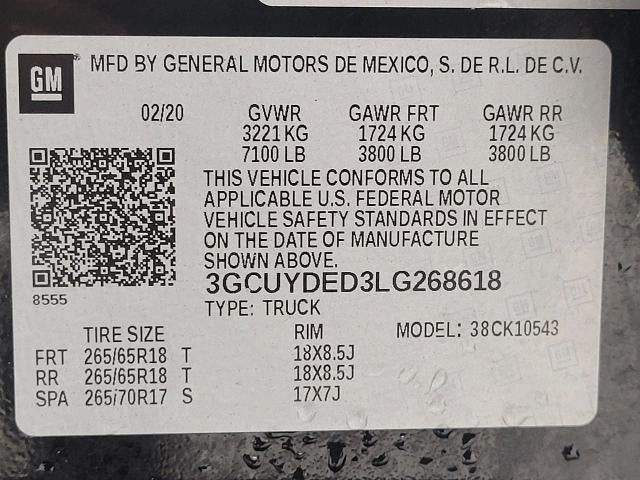 GM
MFD BY GENERAL MOTORS DE MEXICO, S. DE R.L. DE C.V.
02/20 GVWR GAWR FRT GAWR RR
3221 KG 1724 KG 1724 KG
7100 LB 3800 LB 3800 LB
THIS VEHICLE CONFORMS TO ALL
APPLICABLE U.S. FEDERAL MOTOR
VEHICLE SAFETY STANDARDS IN EFFECT
ON THE DATE OF MANUFACTURE
SHOWN ABOVE.
3GCUYDED3LG268618
8555
TYPE: TRUCK
TIRE SIZE RIM MODEL: 38CK10543
FRT 265/65R18 T 18X8.5J
RR 265/65R18 T 18X8.5J
SPA 265/70R17 S 17X7J